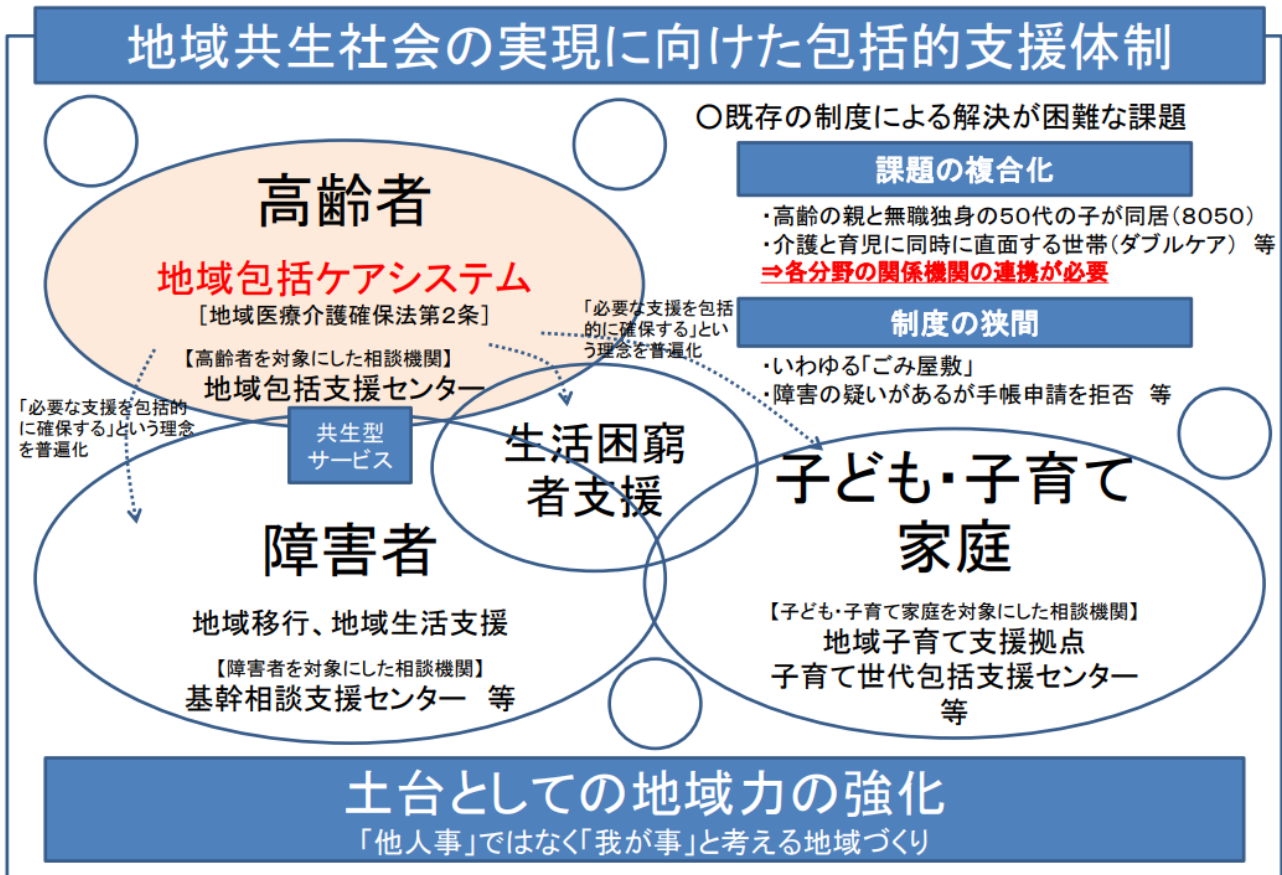 地域共生社会の実現に向けた包括的支援体制
○既存の制度による解決が困難な課題
課題の複合化
・高齢の親と無職独身の50代の子が同居(8050)
・介護と育児に同時に直面する世帯(ダブルケア) 等
⇒各分野の関係機関の連携が必要
制度の狭間
・いわゆる「ごみ屋敷」
・障害の疑いがあるが手帳申請を拒否 等
高齢者
地域包括ケアシステム
[地域医療介護確保法第2条]
【高齢者を対象にした相談機関】
地域包括支援センター
「必要な支援を包括
的に確保する」とい
う理念を普遍化
「必要な支援を包括的
に確保する」という理念
を普遍化
共生型
サービス
生活困窮
者支援
障害者
地域移行、地域生活支援
【障害者を対象にした相談機関】
基幹相談支援センター 等
子ども・子育て
家庭
【子ども・子育て家庭を対象にした相談機関】
地域子育て支援拠点
子育て世代包括支援センター
等
土台としての地域力の強化
「他人事」ではなく「我が事」と考える地域づくり